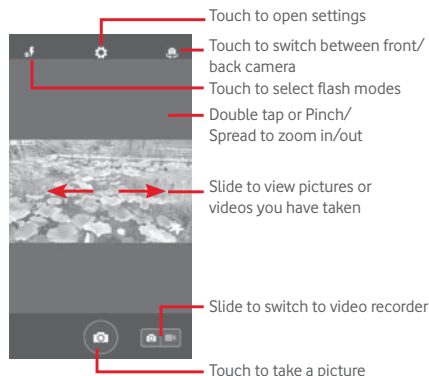 Touch to open settings
Touch to switch between front/
back camera
Touch to select flash modes
Double tap or Pinch/
Spread to zoom in/out
Slide to view pictures or
videos you have taken
Slide to switch to video recorder
Touch to take a picture